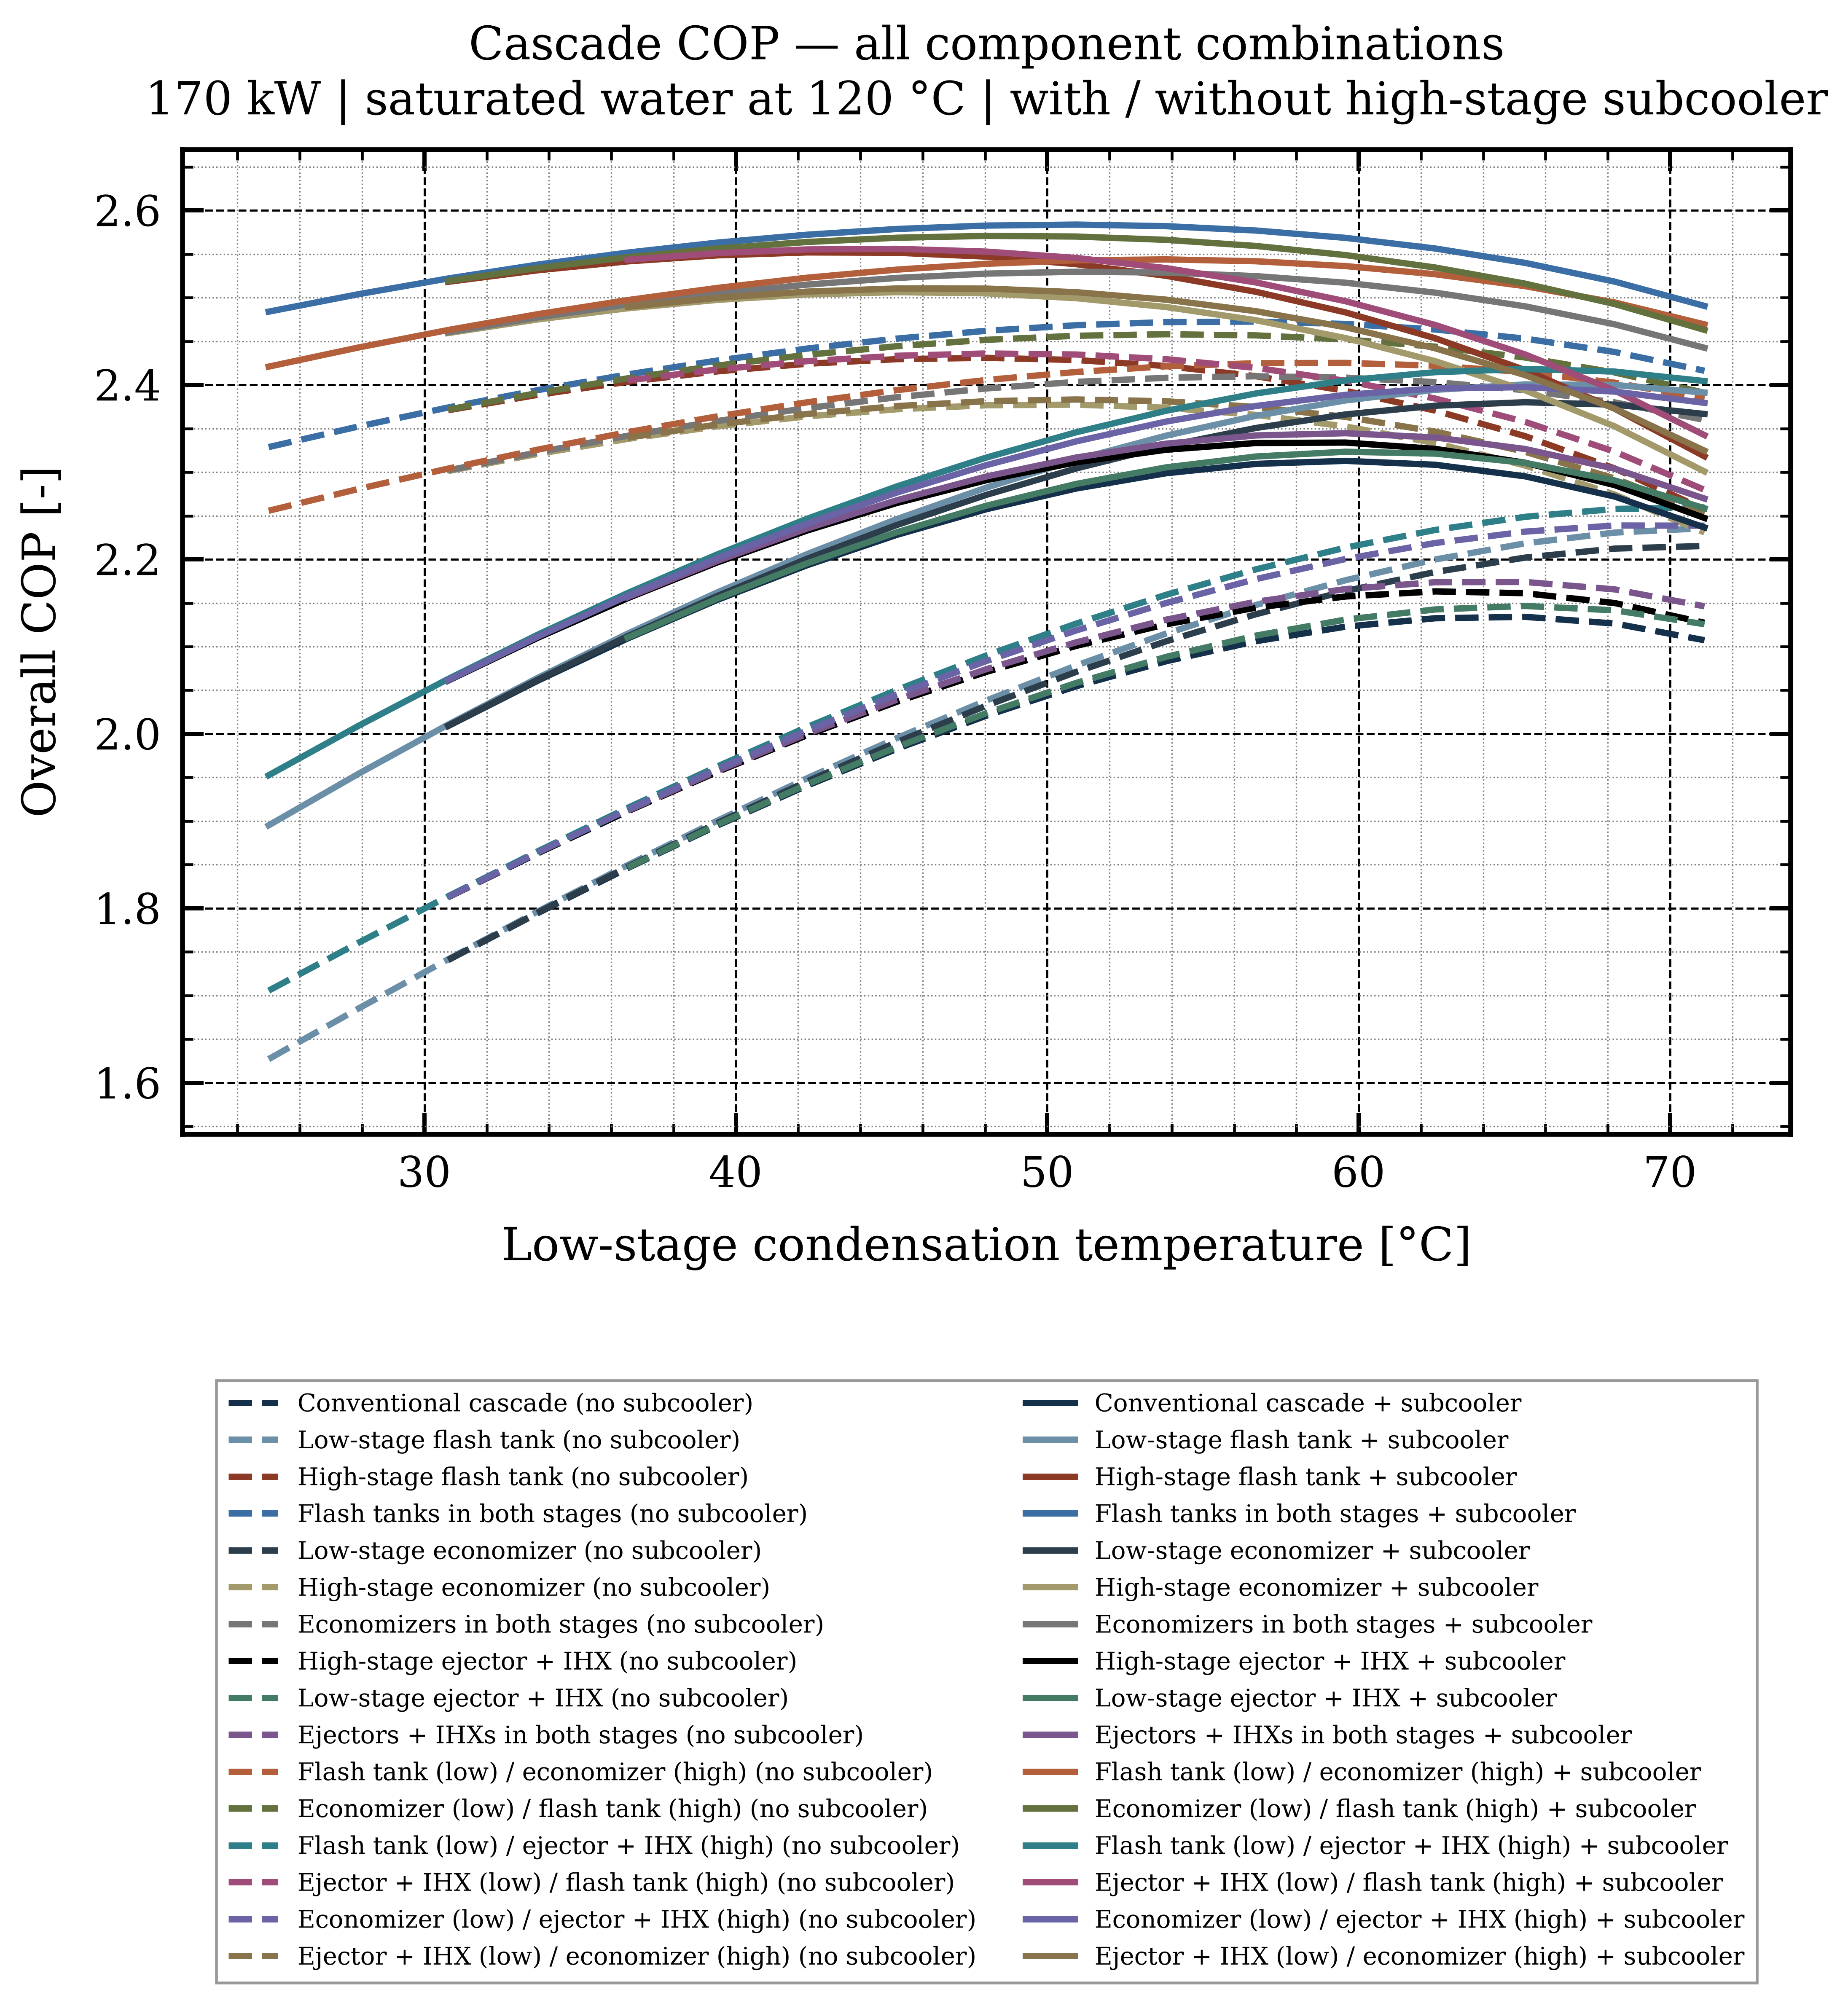 Cascade COP — all component combinations
170 kW | saturated water at 120 °C | with / without high-stage subcooler
Overall COP [-]
2.6
2.4
2.2
2.0
1.8
1.6
30 40 50 60 70
Low-stage condensation temperature [°C]
Conventional cascade (no subcooler)
Low-stage flash tank (no subcooler)
High-stage flash tank (no subcooler)
Flash tanks in both stages (no subcooler)
Low-stage economizer (no subcooler)
High-stage economizer (no subcooler)
Economizers in both stages (no subcooler)
High-stage ejector + IHX (no subcooler)
Low-stage ejector + IHX (no subcooler)
Ejectors + IHXs in both stages (no subcooler)
Flash tank (low) / economizer (high) (no subcooler)
Economizer (low) / flash tank (high) (no subcooler)
Flash tank (low) / ejector + IHX (high) (no subcooler)
Ejector + IHX (low) / flash tank (high) (no subcooler)
Economizer (low) / ejector + IHX (high) (no subcooler)
Ejector + IHX (low) / economizer (high) (no subcooler)
Conventional cascade + subcooler
Low-stage flash tank + subcooler
High-stage flash tank + subcooler
Flash tanks in both stages + subcooler
Low-stage economizer + subcooler
High-stage economizer + subcooler
Economizers in both stages + subcooler
High-stage ejector + IHX + subcooler
Low-stage ejector + IHX + subcooler
Ejectors + IHXs in both stages + subcooler
Flash tank (low) / economizer (high) + subcooler
Economizer (low) / flash tank (high) + subcooler
Flash tank (low) / ejector + IHX (high) + subcooler
Ejector + IHX (low) / flash tank (high) + subcooler
Economizer (low) / ejector + IHX (high) + subcooler
Ejector + IHX (low) / economizer (high) + subcooler